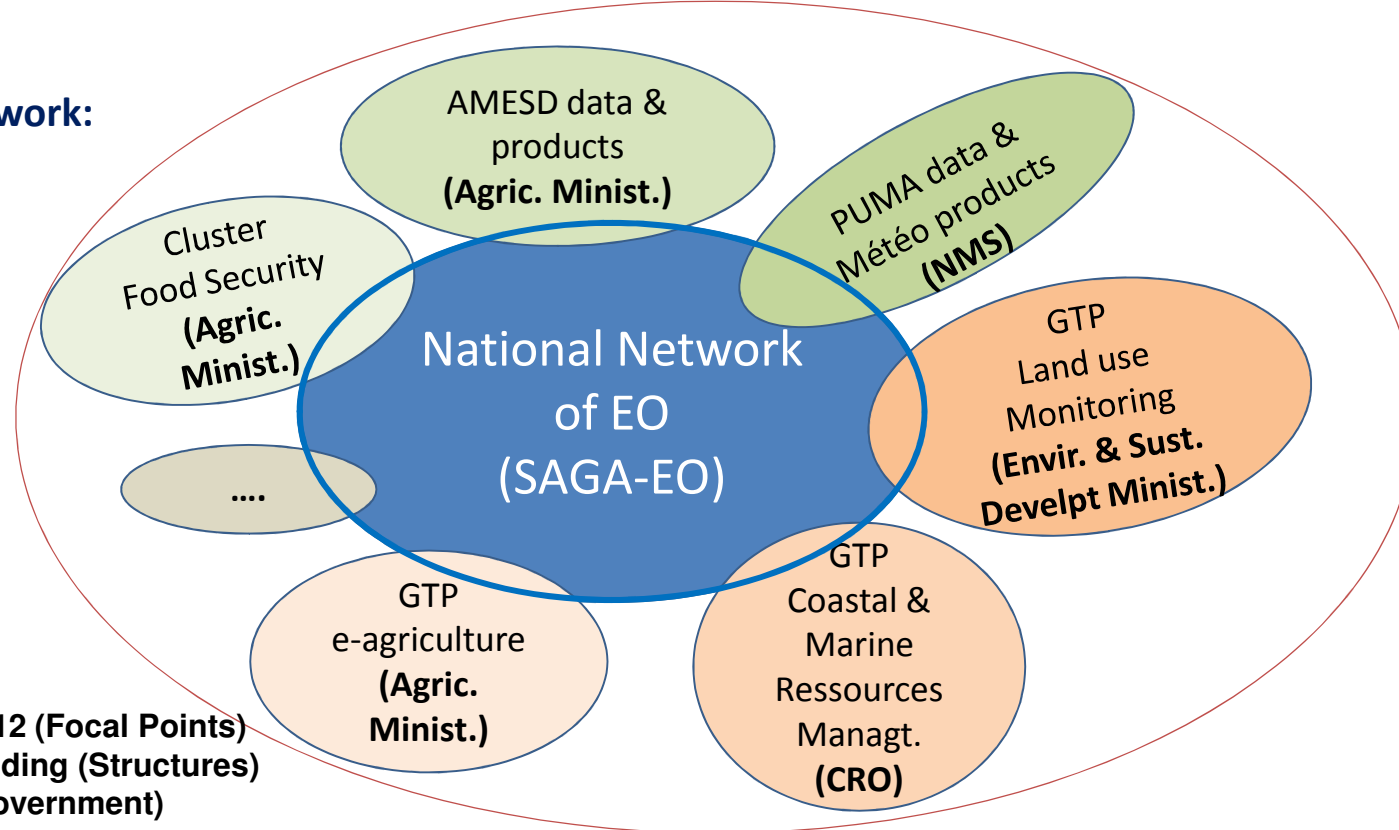 work:
AMESD data &
products
(Agric. Minist.)
PUMA data &
Météo products
(NMS)
Cluster
Food Security
(Agric.
Minist.)
National Network
of EO
(SAGA-EO)
GTP
Land use
Monitoring
(Envir. & Sust.
Develpt Minist.)
....
GTP
e-agriculture
(Agric.
Minist.)
GTP
Coastal &
Marine
Ressources
Managt.
(CRO)
12 (Focal Points)
ding (Structures)
overnment)